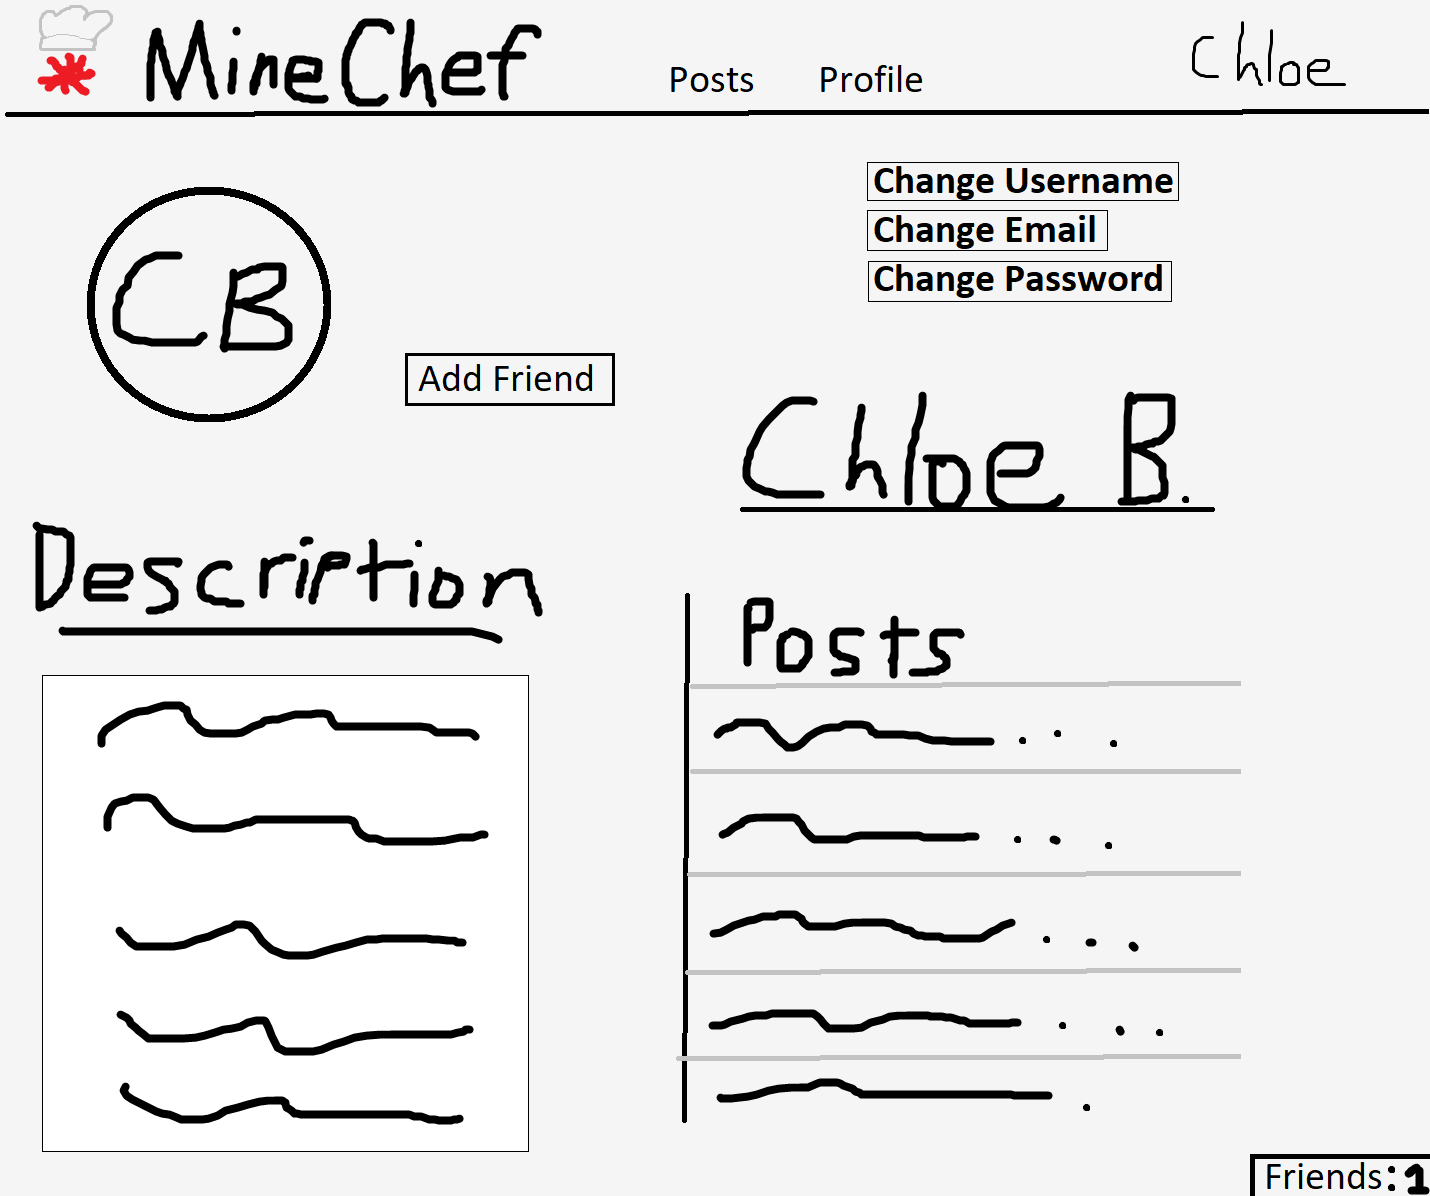 MineChef Posts Profile Chloe
Change Username
Change Email
Change Password
CB
Add Friend
Chloe B.
Description
Posts
Friends: 1